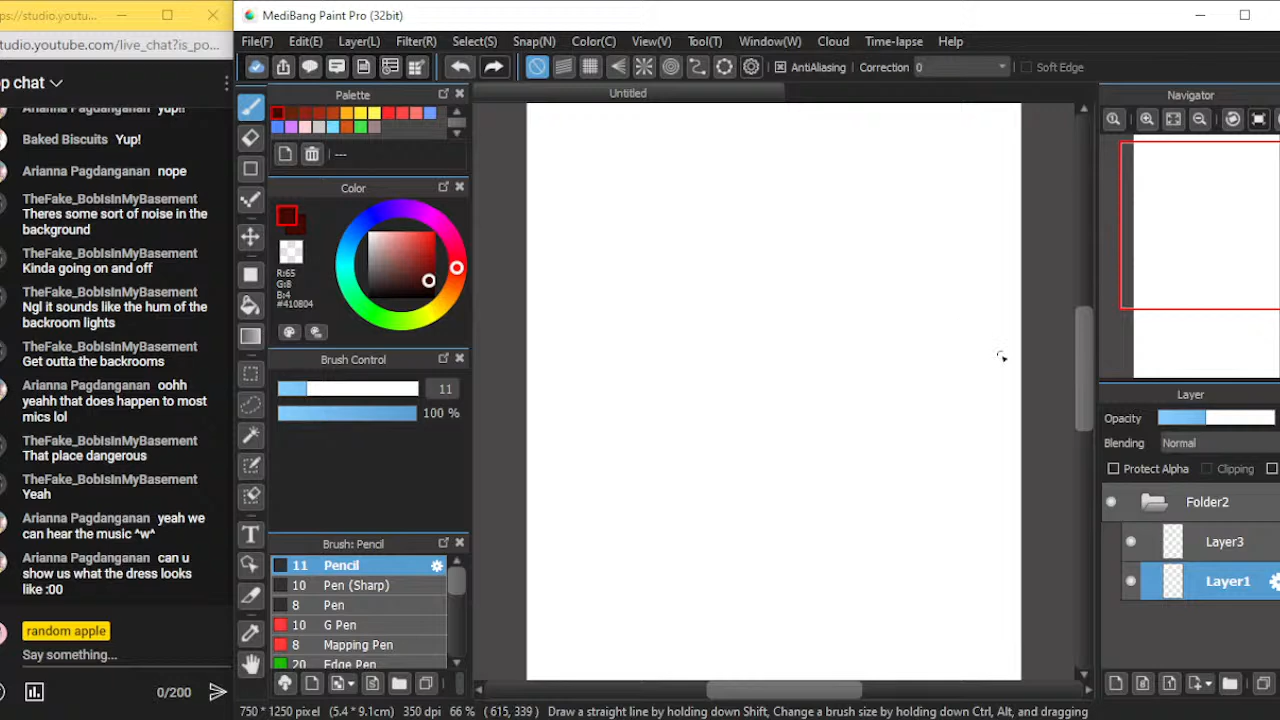 ps://studio.youtu...
tudio.youtube.com/live_chat?is_po...
op chat
Arianna Pagdanganan yup!!
Baked Biscuits Yup!
Arianna Pagdanganan nope
TheFake_BobIsInMyBasement
Theres some sort of noise in the
background
TheFake_BobIsInMyBasement
Kinda going on and off
TheFake_BobIsInMyBasement
Ngl it sounds like the hum of the
backroom lights
TheFake_BobIsInMyBasement
Get outta the backrooms
Arianna Pagdanganan oohh
yeahh that does happen to most
mics lol
TheFake_BobIsInMyBasement
That place dangerous
TheFake_BobIsInMyBasement
Yeah
Arianna Pagdanganan yeah we
can hear the music ^w^
Arianna Pagdanganan can u
show us what the dress looks
like :00
random apple
Say something...
0/200
MediBang Paint Pro (32bit)
File(F) Edit(E) Layer(L) Filter(R) Select(S) Snap(N) Color(C) View(V) Tool(T) Window(W) Cloud Time-lapse Help
AntiAliasing Correction 0 Soft Edge
Palette
---
Color
R:65
G:8
B:4
#410804
Brush Control
11
100 %
Brush: Pencil
11 Pencil
10 Pen (Sharp)
8 Pen
10 G Pen
8 Mapping Pen
20 Edge Pen
Untitled
Navigator
Layer
Opacity
Blending Normal
Protect Alpha Clipping
Folder2
Layer3
Layer1
750 * 1250 pixel (5.4 * 9.1cm) 350 dpi 66 % ( 615, 339 ) Draw a straight line by holding down Shift, Change a brush size by holding down Ctrl, Alt, and dragging